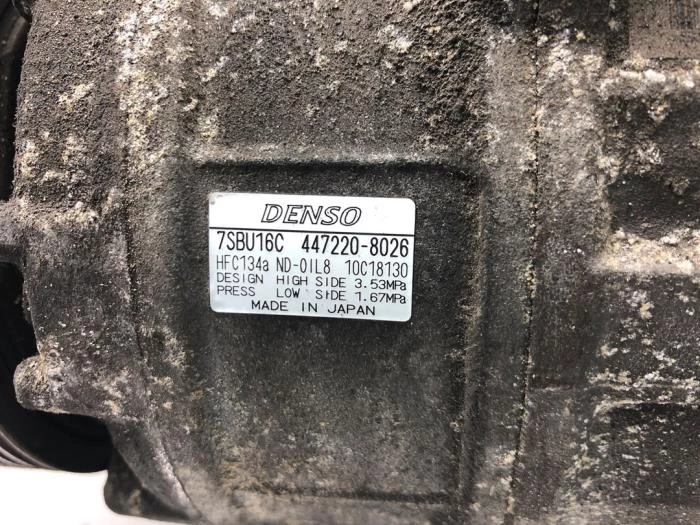 DENSO
7SBU16C 447220-8026
HFC134a ND-OIL8 10C18130
DESIGN HIGH SIDE 3.53MPa
PRESS LOW SIDE 1.67MPa
MADE IN JAPAN